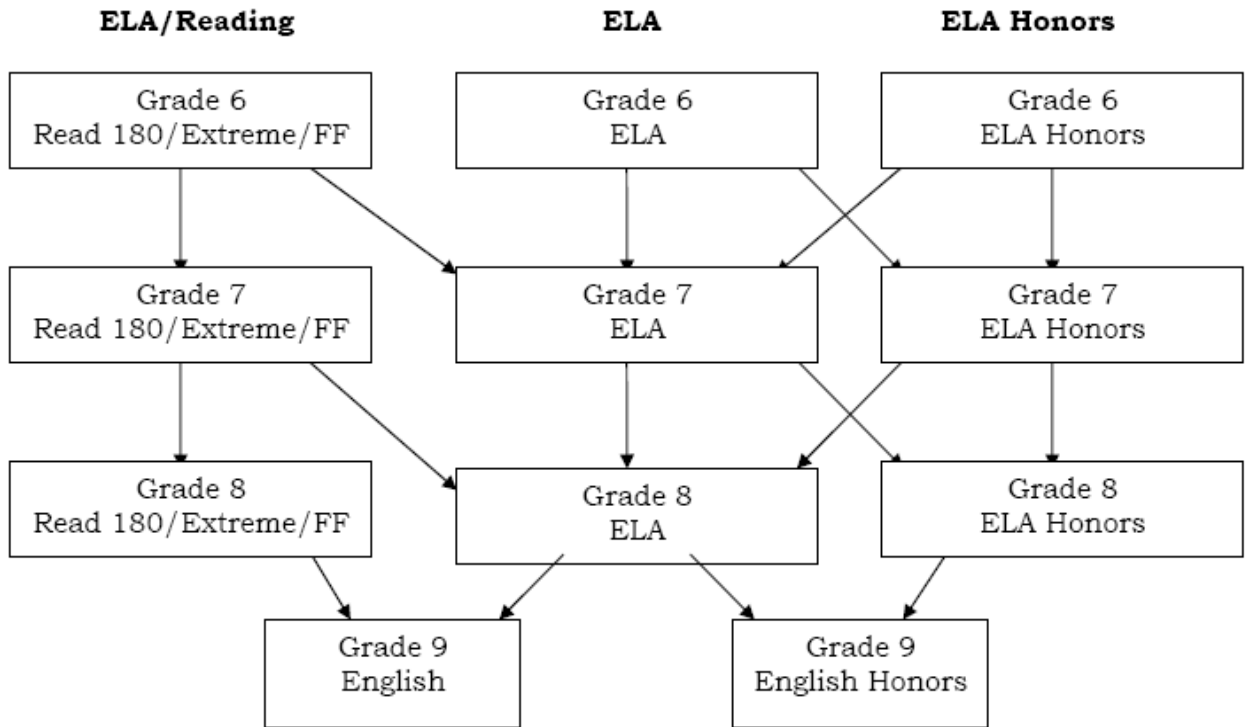 ELA/Reading
ELA
ELA Honors
Grade 6
Read 180/Extreme/FF
Grade 6
ELA
Grade 6
ELA Honors
Grade 7
Read 180/Extreme/FF
Grade 7
ELA
Grade 7
ELA Honors
Grade 8
Read 180/Extreme/FF
Grade 8
ELA
Grade 8
ELA Honors
Grade 9
English
Grade 9
English Honors